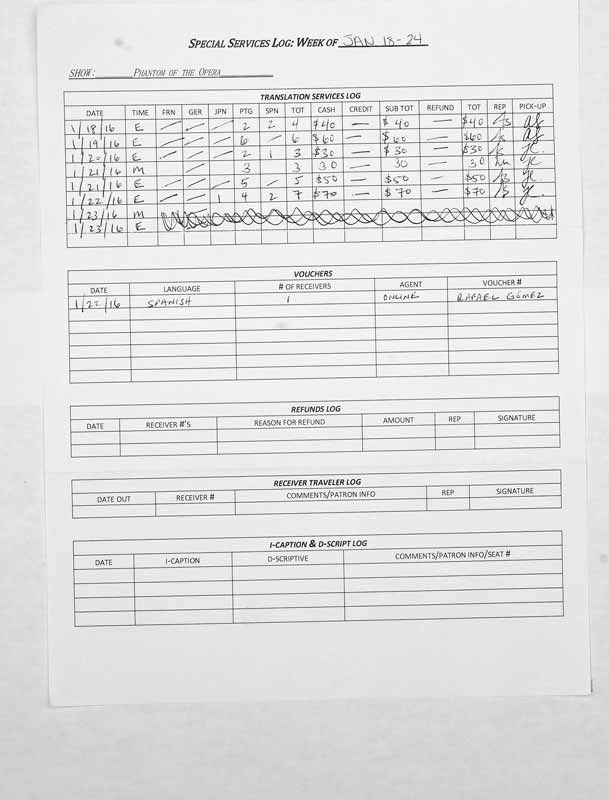 SPECIAL SERVICES LOG: WEEK OF JAN 18-24
SHOW: PHANTOM OF THE OPERA
TRANSLATION SERVICES LOG
DATE TIME FRN GER JPN PTG SPN TOT CASH CREDIT SUB TOT REFUND TOT REP PICK-UP
1/18/16 E — — — 2 2 4 $40 — $40 — $40
1/19/16 E — — — 6 — 6 $60 — $60 — $60
1/20/16 E — — — 2 1 3 $30 — $30 — $30
1/21/16 M 3 3 30 — 30 30
1/21/16 E — — — 5 — 5 $50 — $50 — $50
1/22/16 E — — 1 4 2 7 $70 — $70 — $70
1/23/16 M
1/23/16 E
VOUCHERS
DATE LANGUAGE # OF RECEIVERS AGENT VOUCHER #
1/22/16 SPANISH 1 ONLINE RAFAEL GÓMEZ
REFUNDS LOG
DATE RECEIVER #'S REASON FOR REFUND AMOUNT REP SIGNATURE
RECEIVER TRAVELER LOG
DATE OUT RECEIVER # COMMENTS/PATRON INFO REP SIGNATURE
I-CAPTION & D-SCRIPT LOG
DATE I-CAPTION D-SCRIPTIVE COMMENTS/PATRON INFO/SEAT #